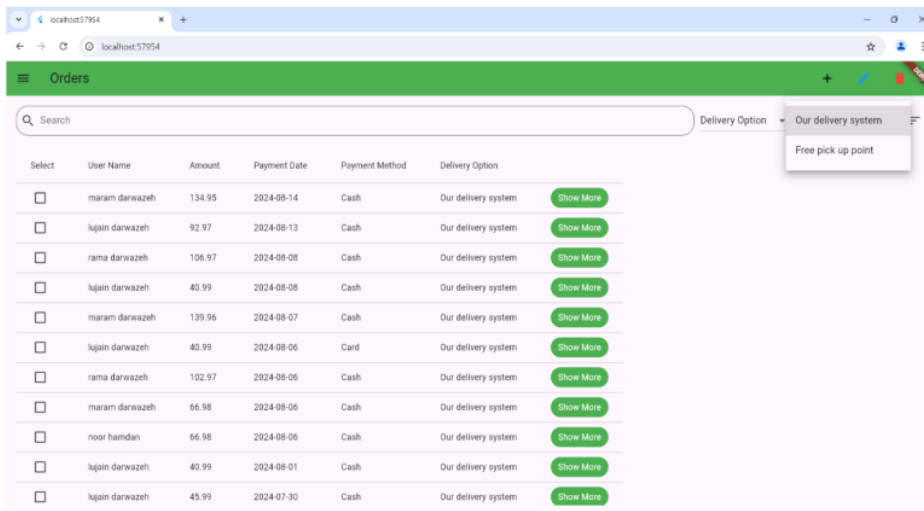 localhost:57954
localhost:57954
Orders
Search
Delivery Option
Our delivery system
Free pick up point
Select User Name Amount Payment Date Payment Method Delivery Option
maram darwazeh 134.95 2024-08-14 Cash Our delivery system Show More
lujain darwazeh 92.97 2024-08-13 Cash Our delivery system Show More
rama darwazeh 106.97 2024-08-08 Cash Our delivery system Show More
lujain darwazeh 40.99 2024-08-08 Cash Our delivery system Show More
maram darwazeh 139.96 2024-08-07 Cash Our delivery system Show More
lujain darwazeh 40.99 2024-08-06 Card Our delivery system Show More
rama darwazeh 102.97 2024-08-06 Cash Our delivery system Show More
maram darwazeh 66.98 2024-08-06 Cash Our delivery system Show More
noor hamdan 66.98 2024-08-06 Cash Our delivery system Show More
lujain darwazeh 40.99 2024-08-01 Cash Our delivery system Show More
lujain darwazeh 45.99 2024-07-30 Cash Our delivery system Show More